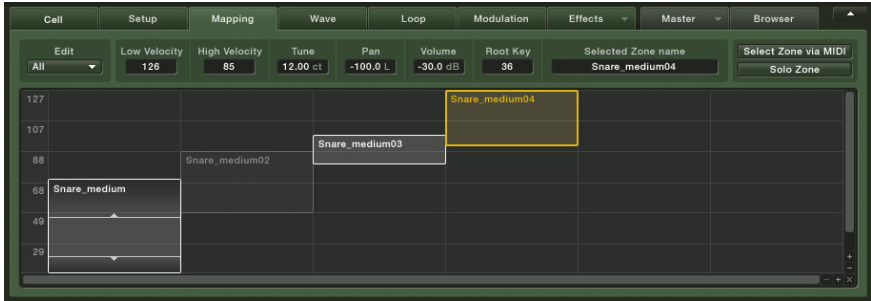 Cell Setup Mapping Wave Loop Modulation Effects Master Browser
Edit Low Velocity High Velocity Tune Pan Volume Root Key Selected Zone name Select Zone via MIDI
All 126 85 12.00 ct -100.0 L -30.0 dB 36 Snare_medium04 Solo Zone
127 Snare_medium04
107
Snare_medium03
88 Snare_medium02
68 Snare_medium
49
29